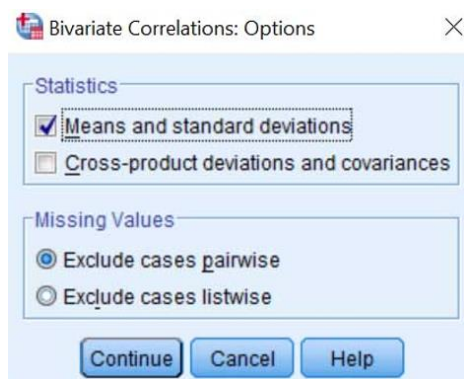 Bivariate Correlations: Options
Statistics
Means and standard deviations
Cross-product deviations and covariances
Missing Values
Exclude cases pairwise
Exclude cases listwise
Continue Cancel Help